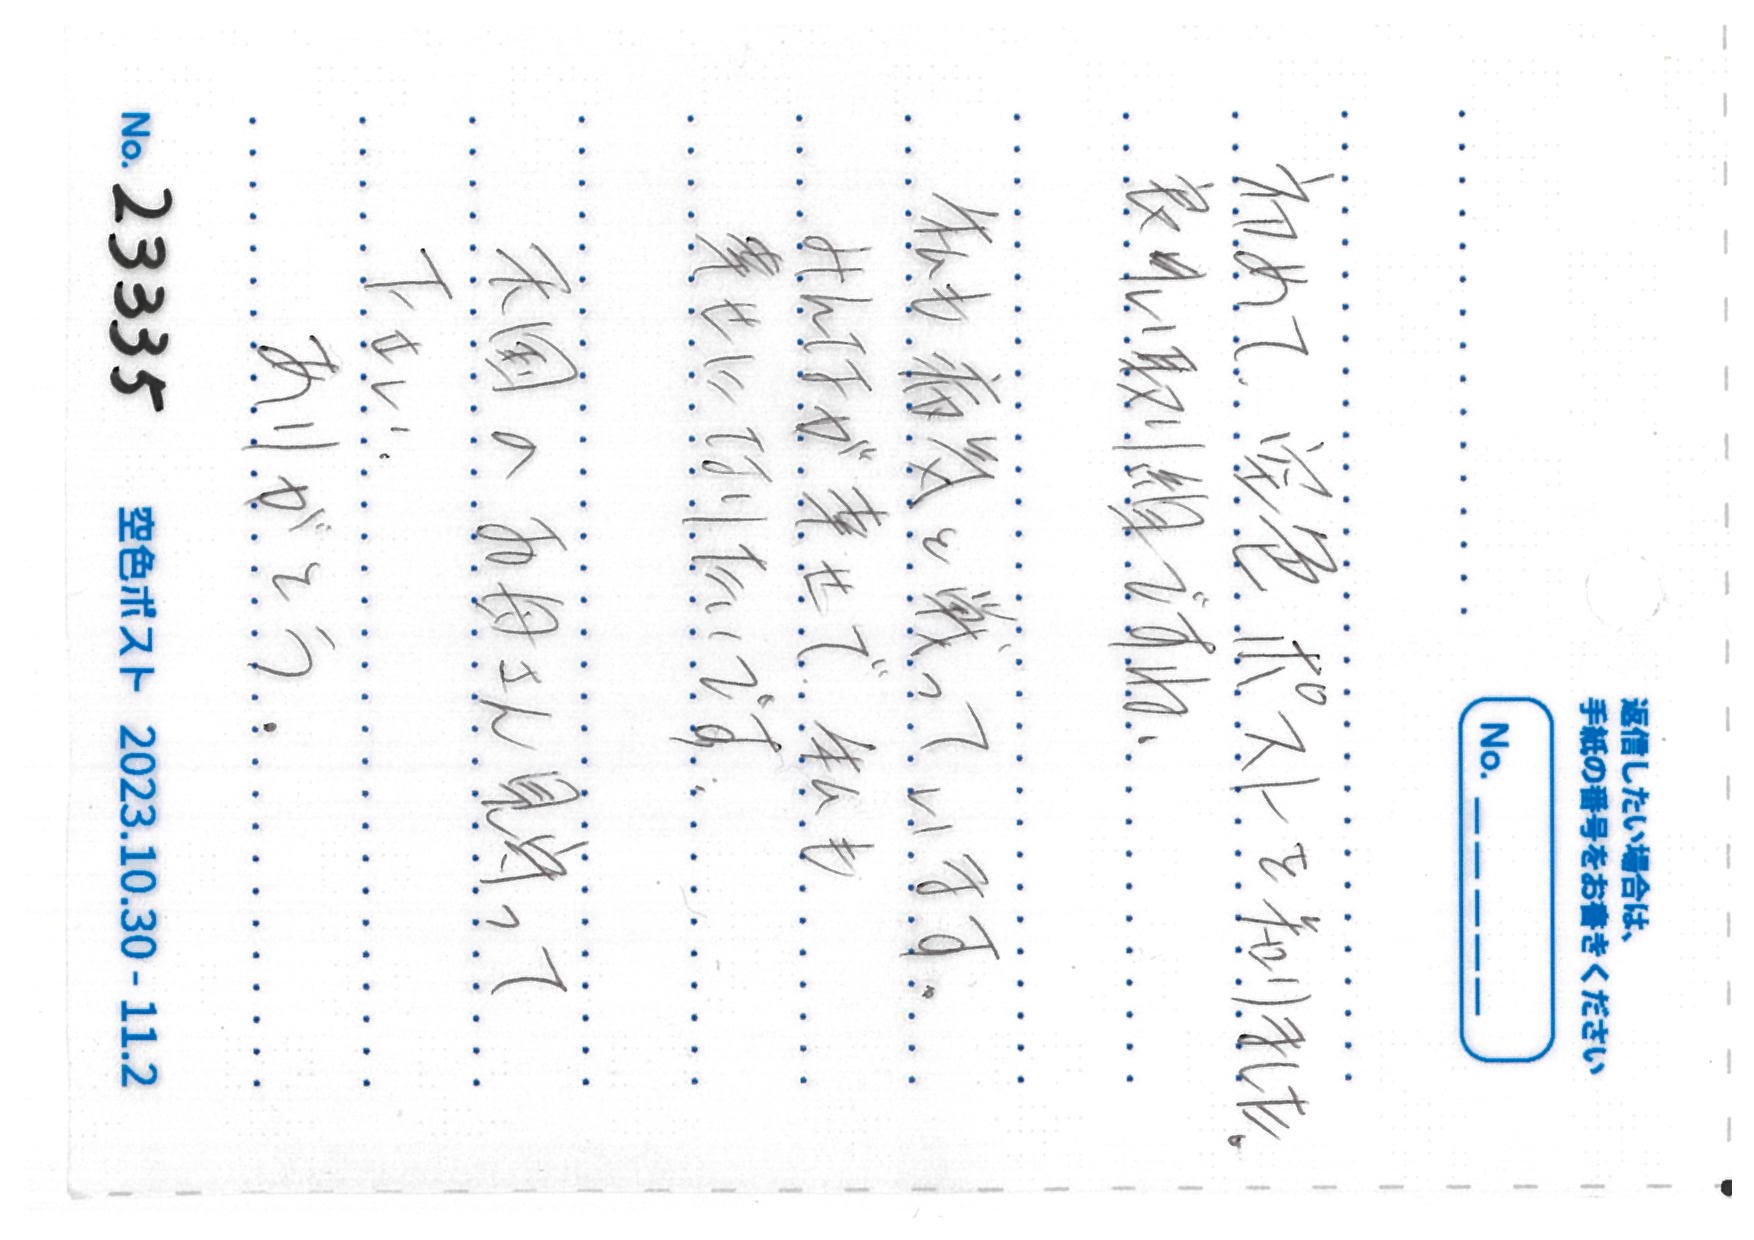 返信したい場合は、
手紙の番号をお書きください
No. _ _ _ _ _
初めて 空色ポストを知りました。
良い取り組ですね。
私も病気と戦っています。
みんなが幸せで 私も
幸せになりたいです。
天国のお母さん見守って
下さい。
ありがとう.
No. 23335 空色ポスト 2023.10.30 - 11.2